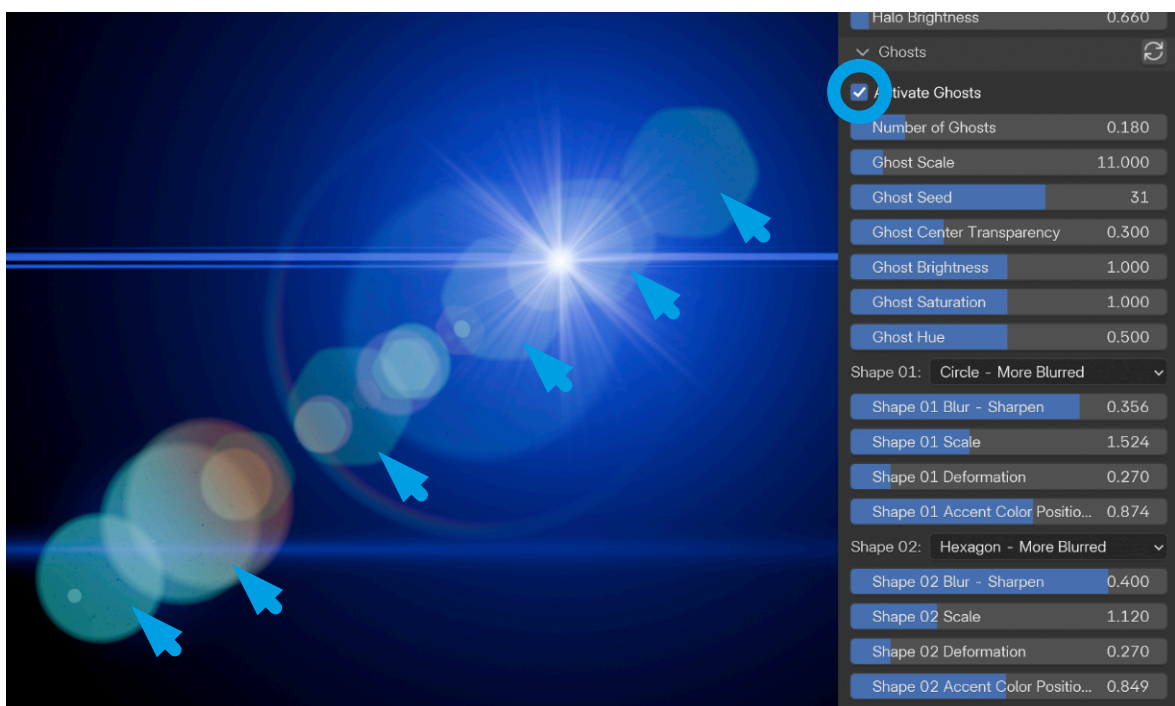 Halo Brightness 0.660
Ghosts
Activate Ghosts
Number of Ghosts 0.180
Ghost Scale 11.000
Ghost Seed 31
Ghost Center Transparency 0.300
Ghost Brightness 1.000
Ghost Saturation 1.000
Ghost Hue 0.500
Shape 01: Circle - More Blurred
Shape 01 Blur - Sharpen 0.356
Shape 01 Scale 1.524
Shape 01 Deformation 0.270
Shape 01 Accent Color Positio... 0.874
Shape 02: Hexagon - More Blurred
Shape 02 Blur - Sharpen 0.400
Shape 02 Scale 1.120
Shape 02 Deformation 0.270
Shape 02 Accent Color Positio... 0.849